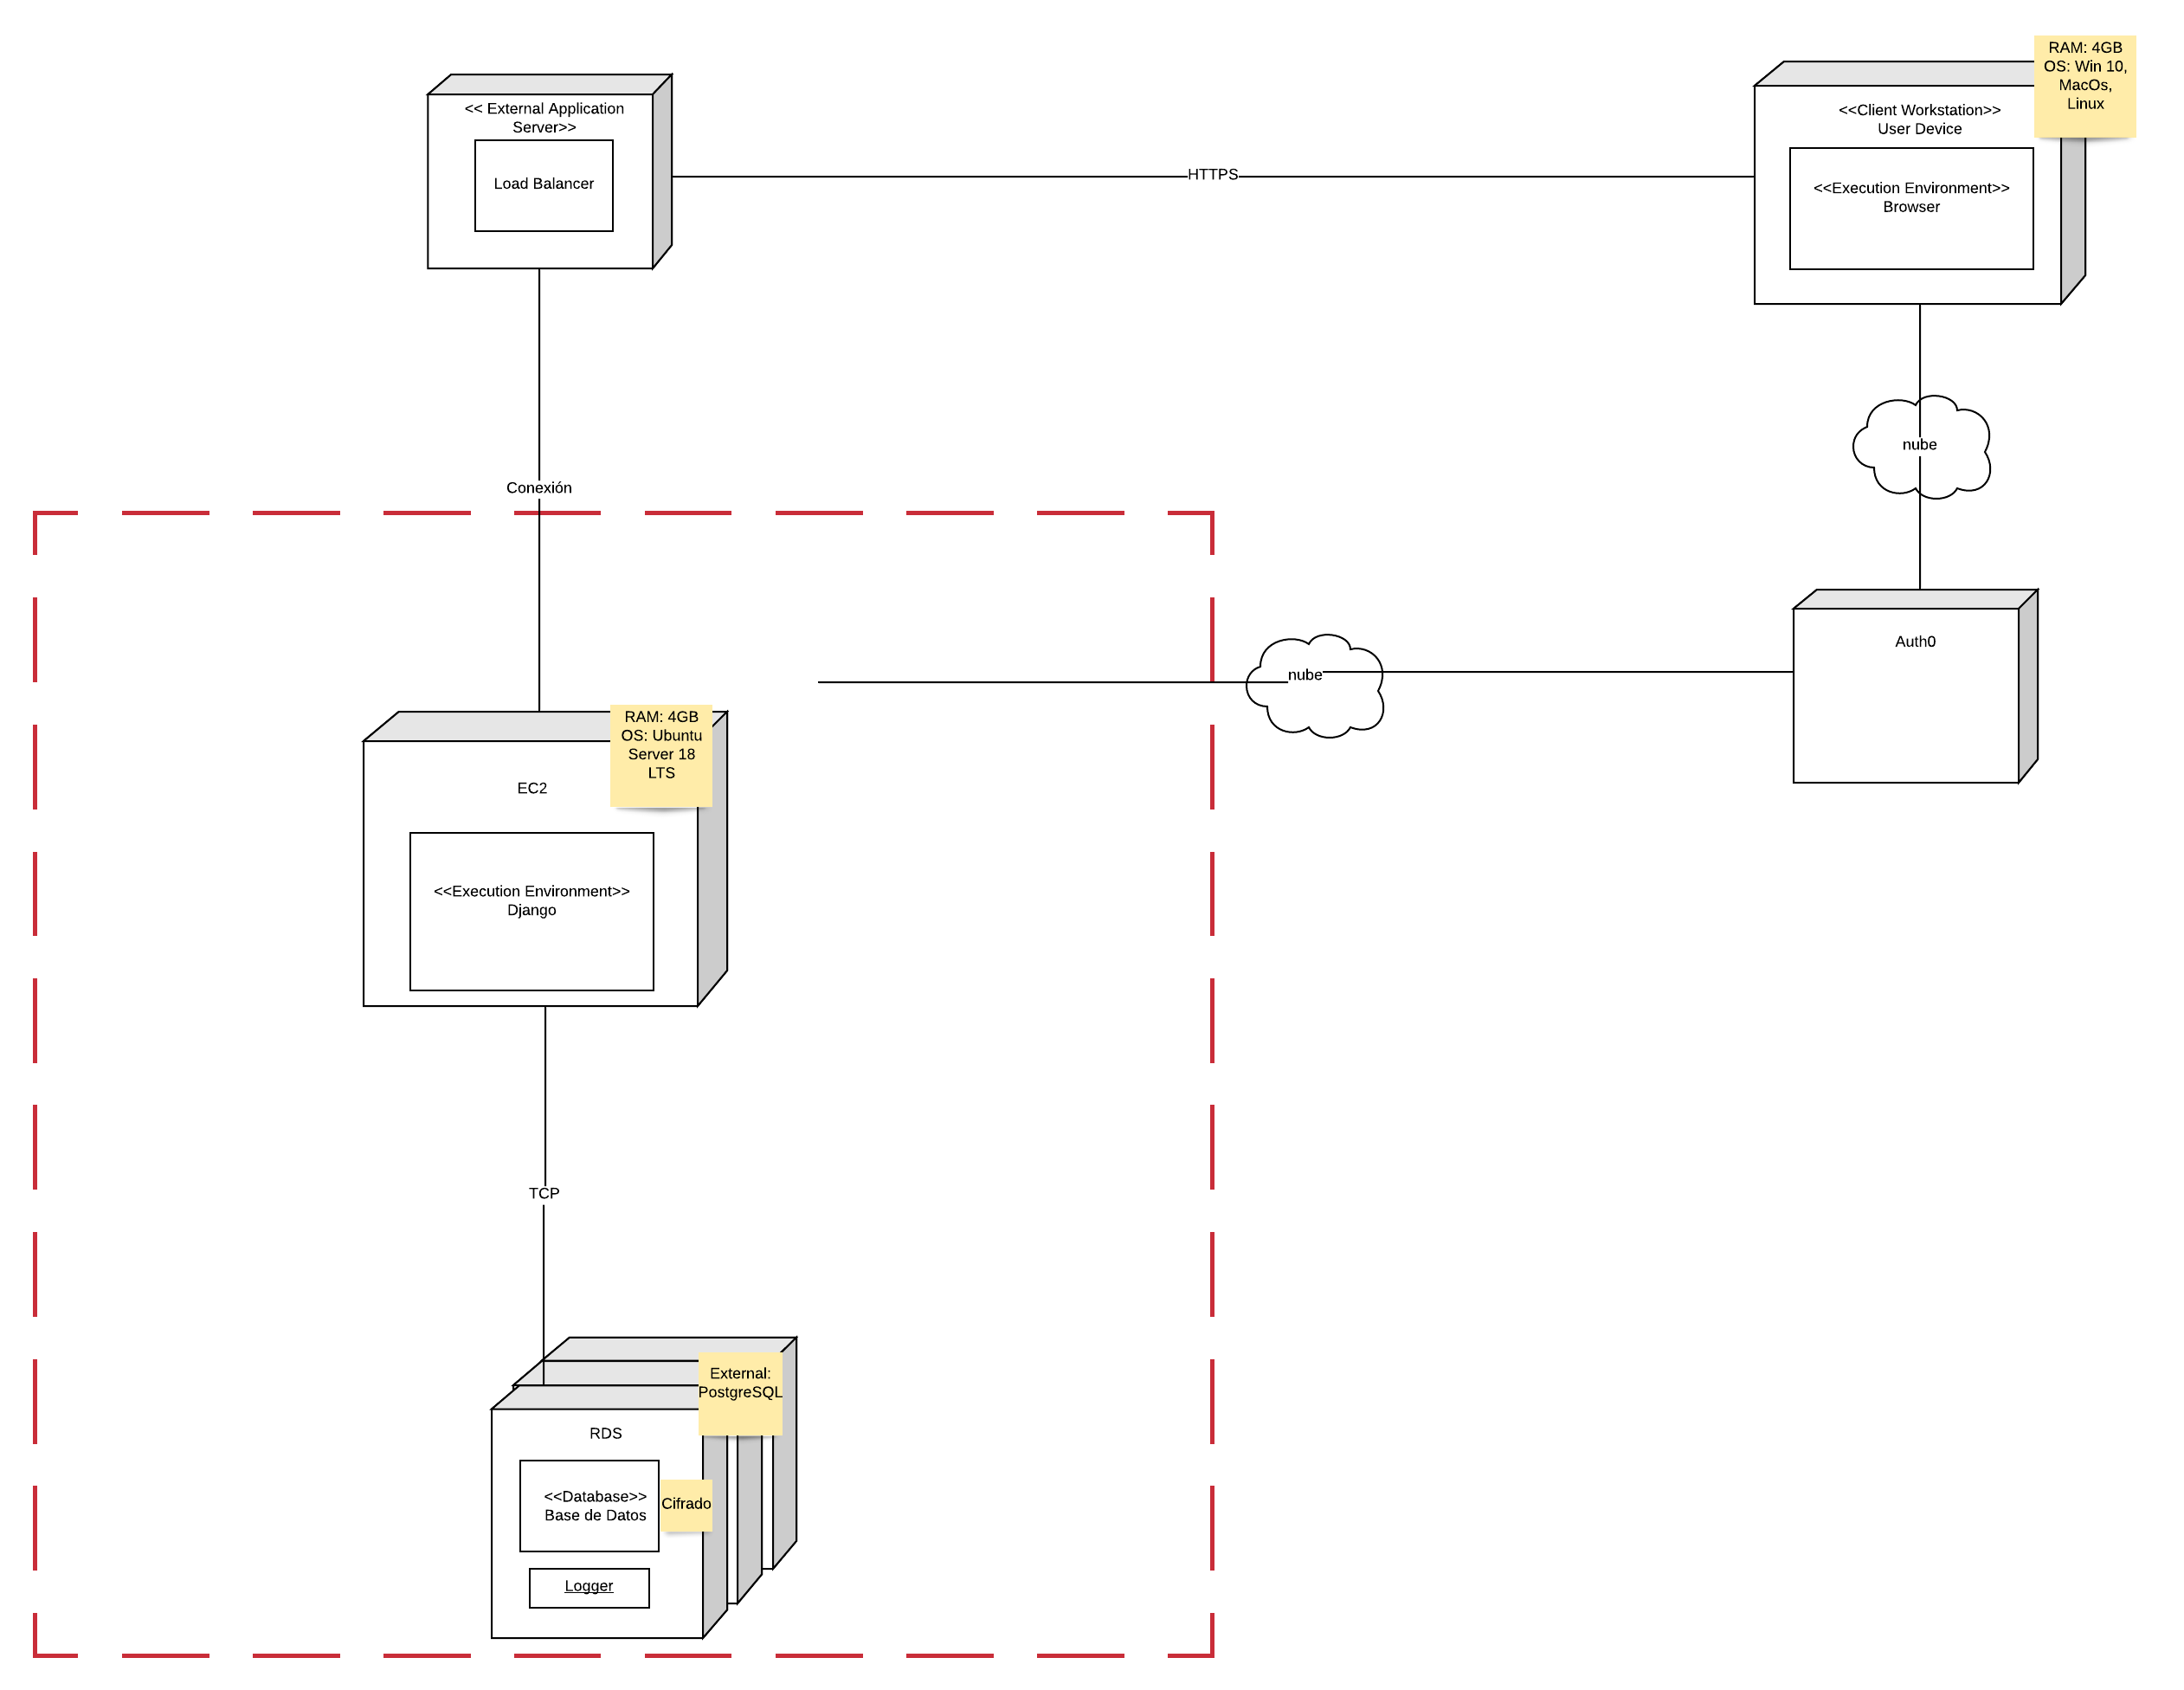 RAM: 4GB
OS: Win 10,
MacOs,
Linux
<< External Application
Server>>
Load Balancer
HTTPS
<<Client Workstation>>
User Device
<<Execution Environment>>
Browser
nube
Conexión
Auth0
nube
RAM: 4GB
OS: Ubuntu
Server 18
LTS
EC2
<<Execution Environment>>
Django
TCP
External:
PostgreSQL
RDS
<<Database>>
Base de Datos
Cifrado
Logger